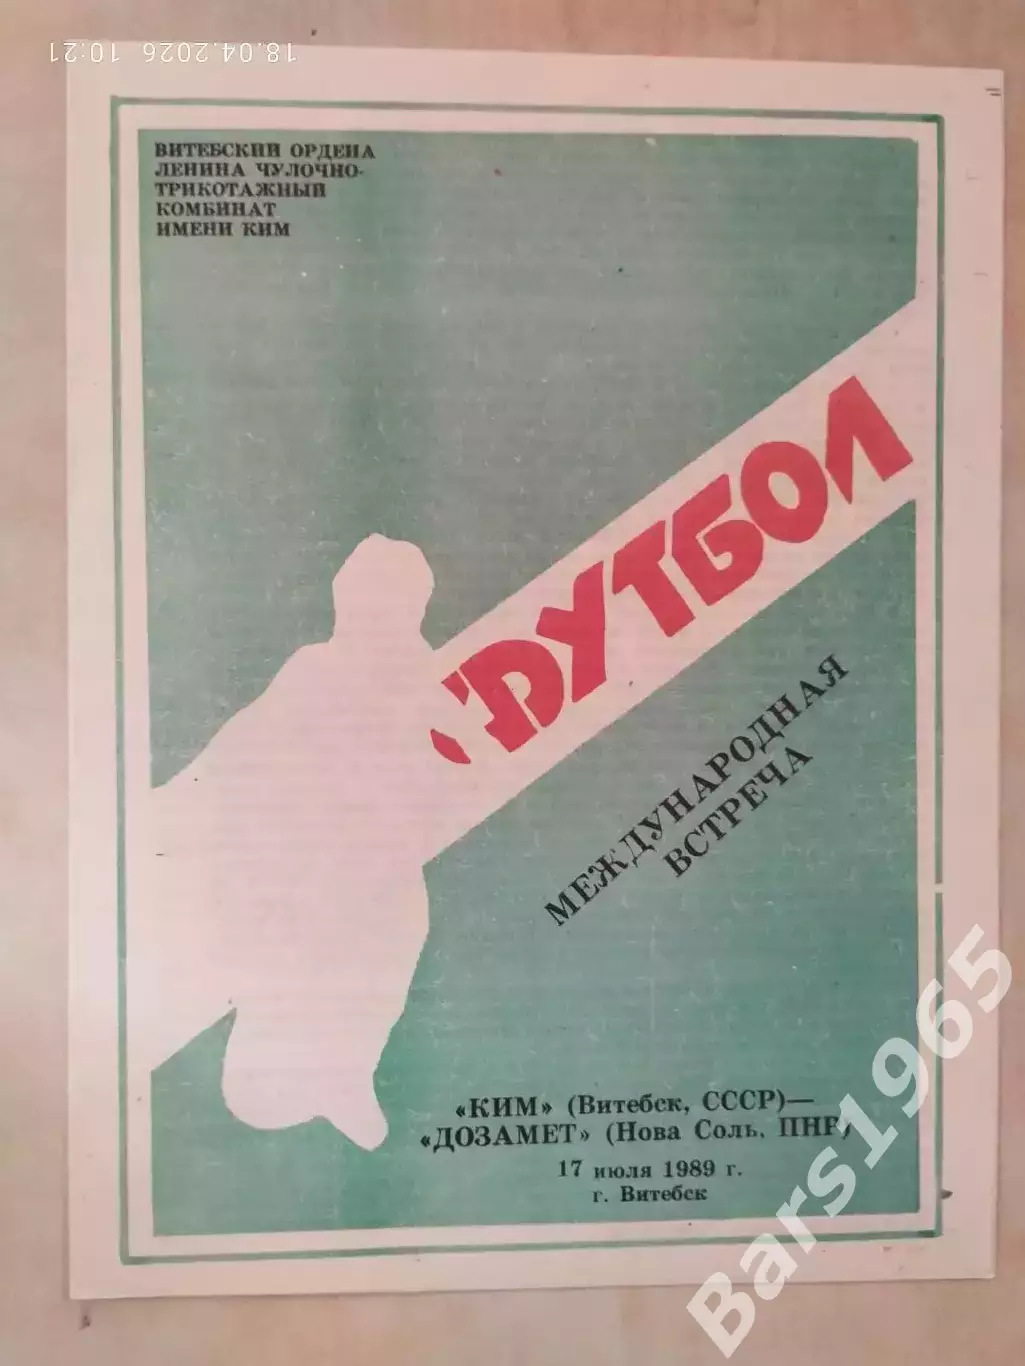 18.04.2026 10:21
ВИТЕБСКИЙ ОРДЕНА
ЛЕНИНА ЧУЛОЧНО-
ТРИКОТАЖНЫЙ
КОМБИНАТ
ИМЕНИ КИМ
ФУТБОЛ
МЕЖДУНАРОДНАЯ
ВСТРЕЧА
«КИМ» (Витебск, СССР)—
«ДОЗАМЕТ» (Нова Соль, ПНР)
17 июля 1989 г.
г. Витебск
Bars1965